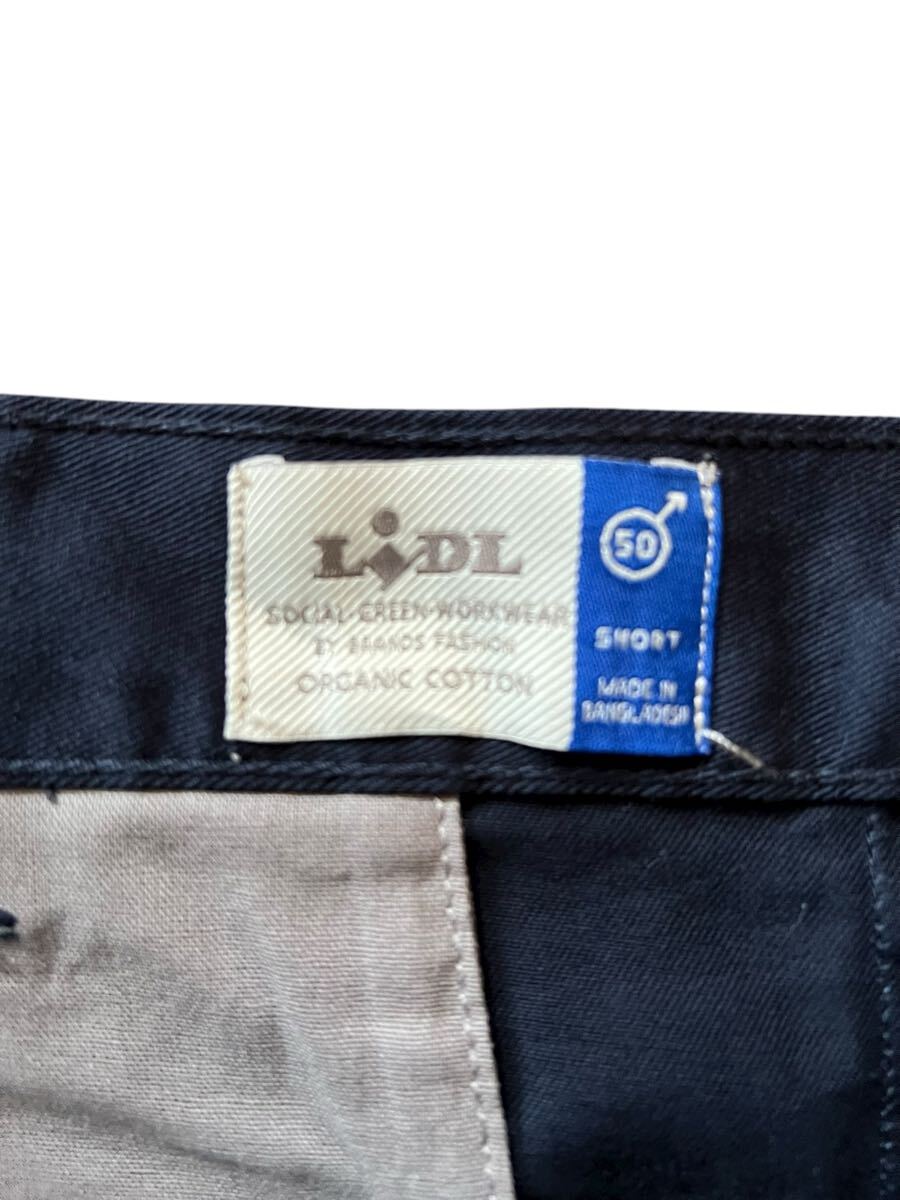 LiDL
SOCIAL·GREEN·WORKWEAR
BY BRANDS FASHION
ORGANIC COTTON
50
SHORT
MADE IN
BANGLADESH